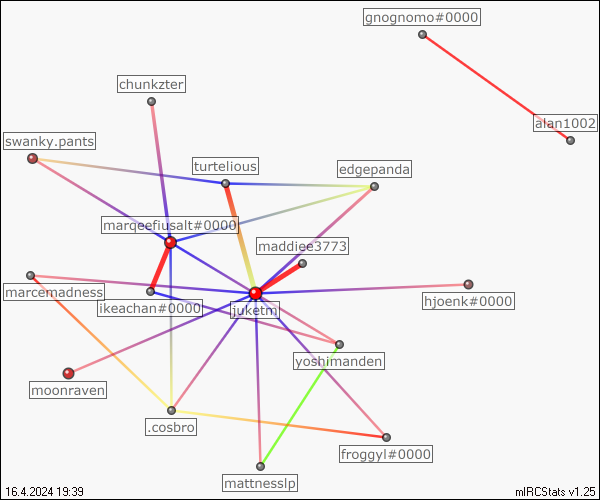 gnognomo#0000
chunkzter
alan1002
swanky.pants
turtelious
edgepanda
marqeefiusalt#0000
maddiee3773
marcemadness
ikeachan#0000
juketm
hjoenk#0000
yoshimanden
moonraven
.cosbro
froggyl#0000
mattnesslp
16.4.2024 19:39
mIRCStats v1.25